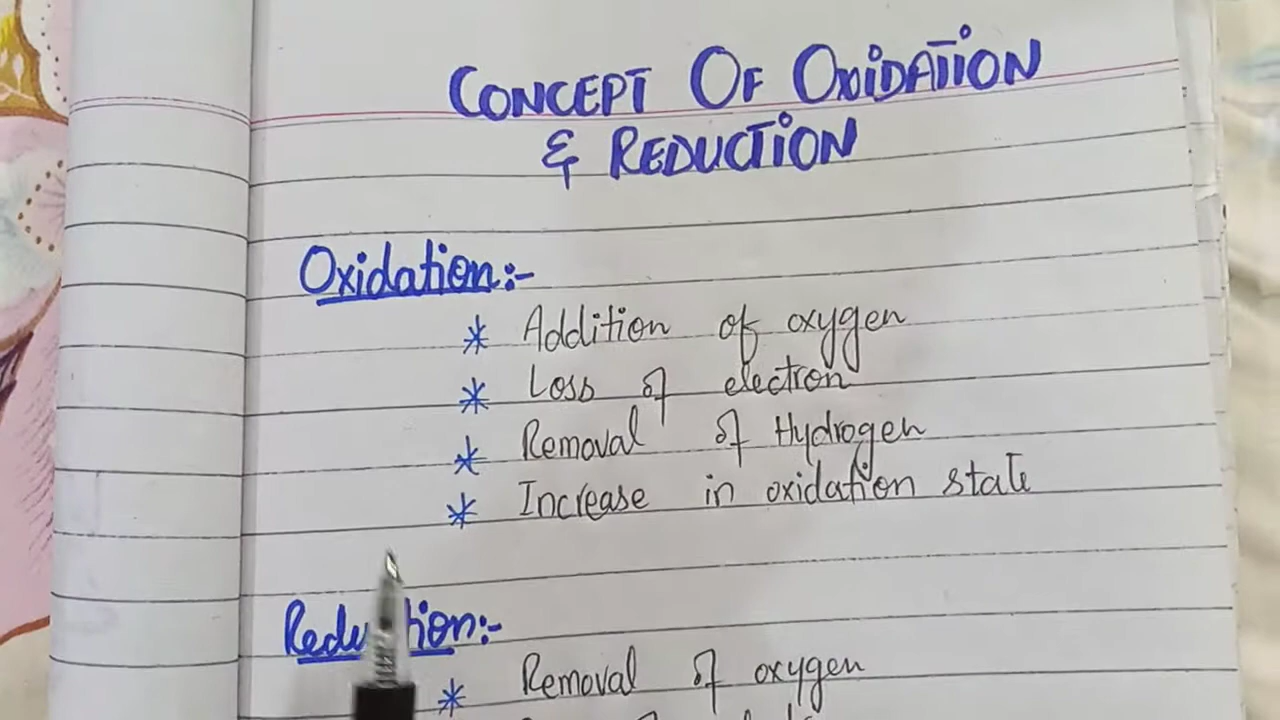 CONCEPT OF OXIDATION
& REDUCTION
Oxidation:-
* Addition of oxygen
* Loss of electron
* Removal of Hydrogen
* Increase in oxidation state
Reduction:-
* Removal of oxygen